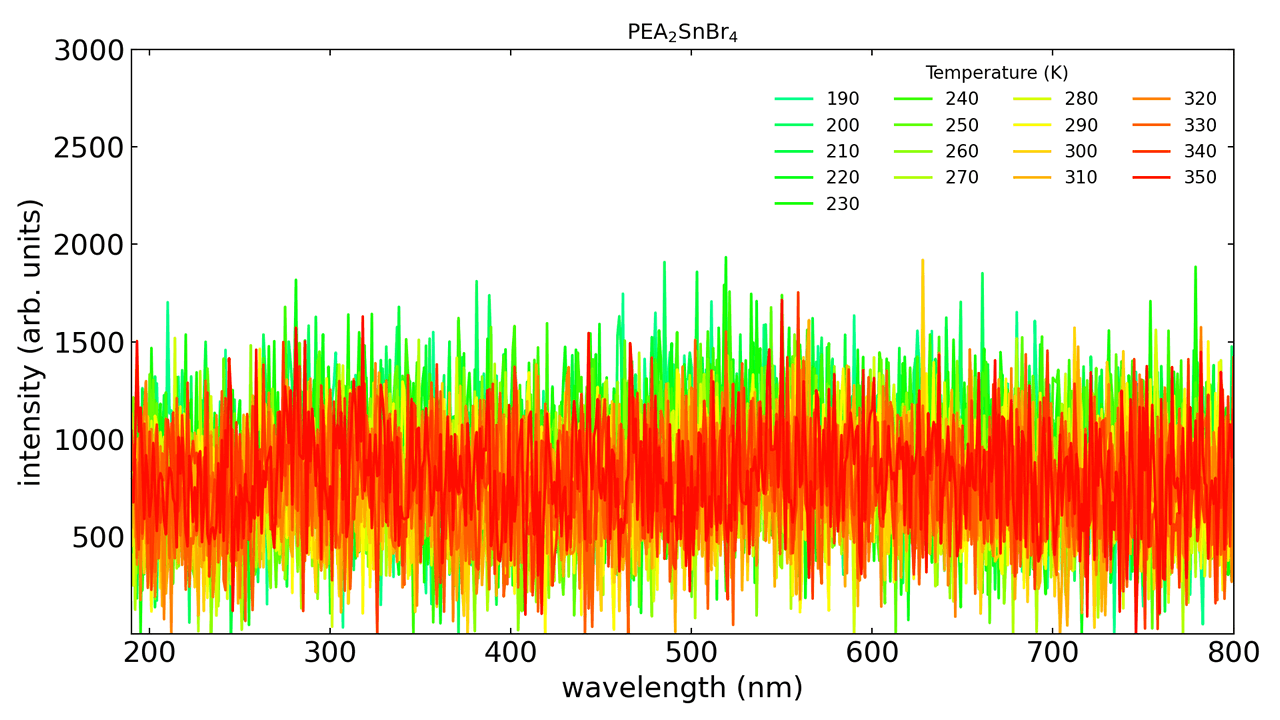 PEA₂SnBr₄
3000
2500
2000
1500
1000
500
intensity (arb. units)
Temperature (K)
190 240 280 320
200 250 290 330
210 260 300 340
220 270 310 350
230
200 300 400 500 600 700 800
wavelength (nm)